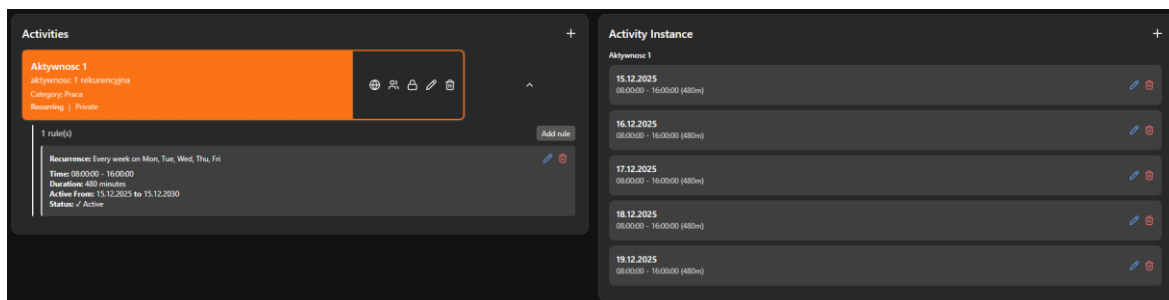 Activities
+
Aktywnosc 1
aktywnosc 1 rekurencyjna
Category: Praca
Recurring | Private
1 rule(s)
Add rule
Recurrence: Every week on Mon, Tue, Wed, Thu, Fri
Time: 08:00:00 - 16:00:00
Duration: 480 minutes
Active From: 15.12.2025 to 15.12.2030
Status: ✓ Active
Activity Instance
+
Aktywnosc 1
15.12.2025
08:00:00 - 16:00:00 (480m)
16.12.2025
08:00:00 - 16:00:00 (480m)
17.12.2025
08:00:00 - 16:00:00 (480m)
18.12.2025
08:00:00 - 16:00:00 (480m)
19.12.2025
08:00:00 - 16:00:00 (480m)